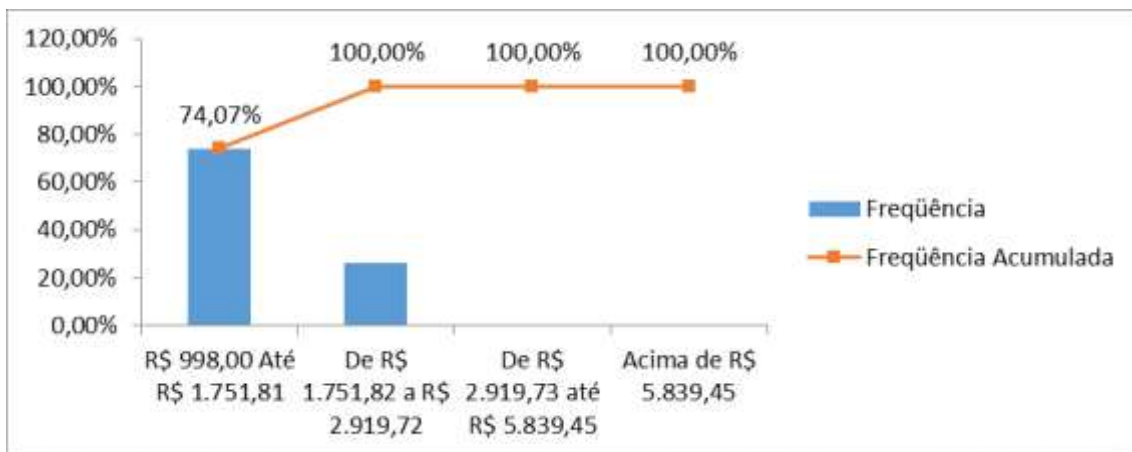 120,00%
100,00%
80,00%
60,00%
40,00%
20,00%
0,00%
74,07%
100,00%
100,00%
100,00%
R$ 998,00 Até
R$ 1.751,81
De R$
1.751,82 a R$
2.919,72
De R$
2.919,73 até
R$ 5.839,45
Acima de R$
5.839,45
Freqüência
Freqüência Acumulada